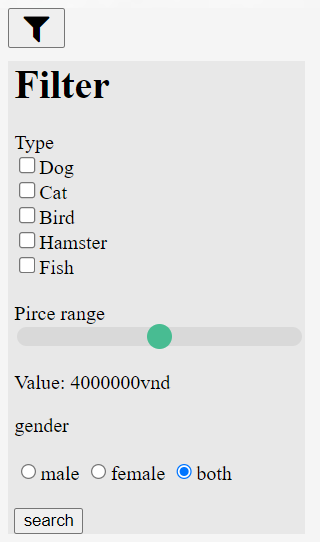 Filter
Type
Dog
Cat
Bird
Hamster
Fish
Pirce range
Value: 4000000vnd
gender
male female both
search